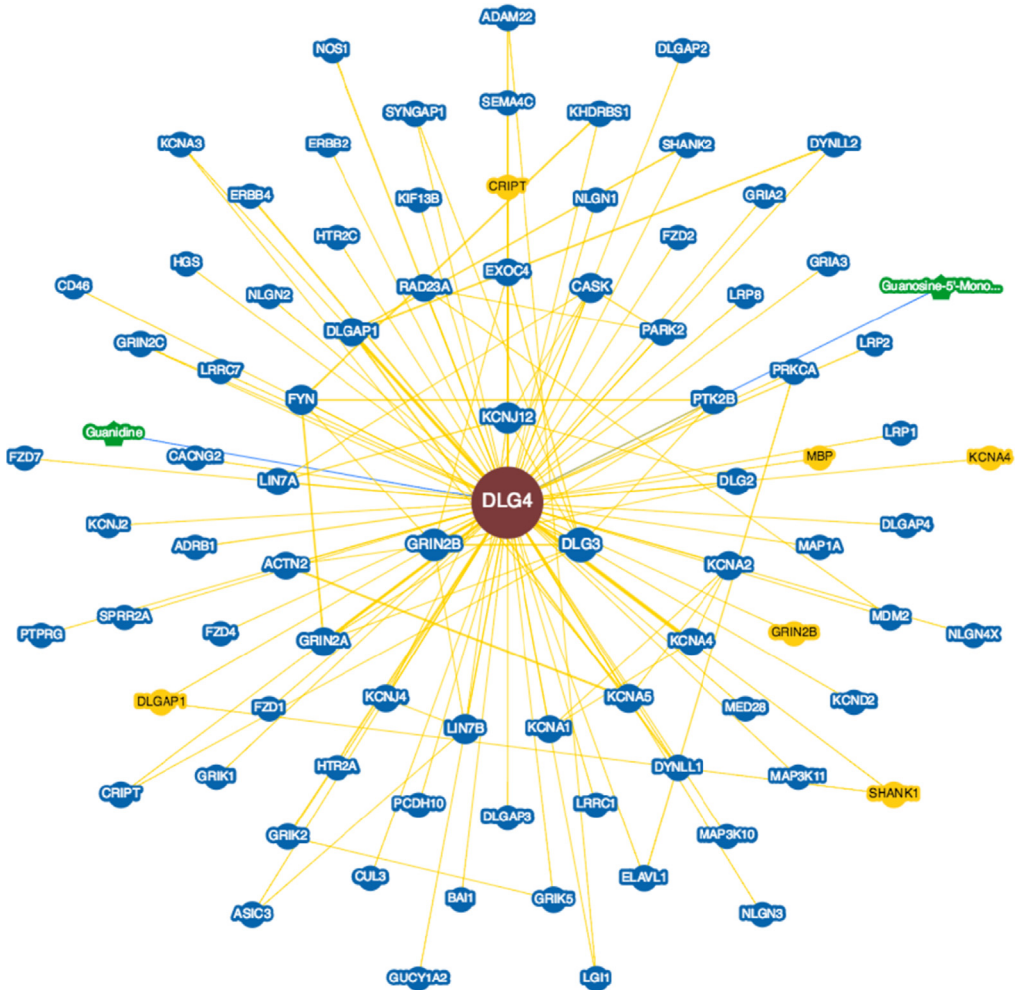 ADAM22
NOS1
DLGAP2
SEMA4C
SYNGAP1
KHDRBS1
KCNA3
ERBB2
SHANK2
DYNLL2
CRIPT
ERBB4
KIF13B
NLGN1
GRIA2
HTR2C
FZD2
HGS
GRIA3
EXOC4
CD46
NLGN2
RAD23A
CASK
LRP8
Guanosine-5'-Mono...
DLGAP1
PARK2
GRIN2C
LRP2
LRRC7
PRKCA
FYN
PTK2B
KCNJ12
Guanidine
LRP1
FZD7
CACNG2
MBP
KCNA4
LIN7A
DLG2
DLG4
KCNJ2
DLGAP4
ADRB1
GRIN2B
DLG3
MAP1A
ACTN2
KCNA2
SPRR2A
MDM2
PTPRG
FZD4
GRIN2A
KCNA4
GRIN2B
NLGN4X
DLGAP1
FZD1
KCNJ4
KCNA5
MED28
KCND2
LIN7B
KCNA1
HTR2A
DYNLL1
CRIPT
GRIK1
MAP3K11
SHANK1
PCDH10
DLGAP3
LRRC1
GRIK2
MAP3K10
CUL3
ELAVL1
BAI1
GRIK5
ASIC3
NLGN3
GUCY1A2
LGI1